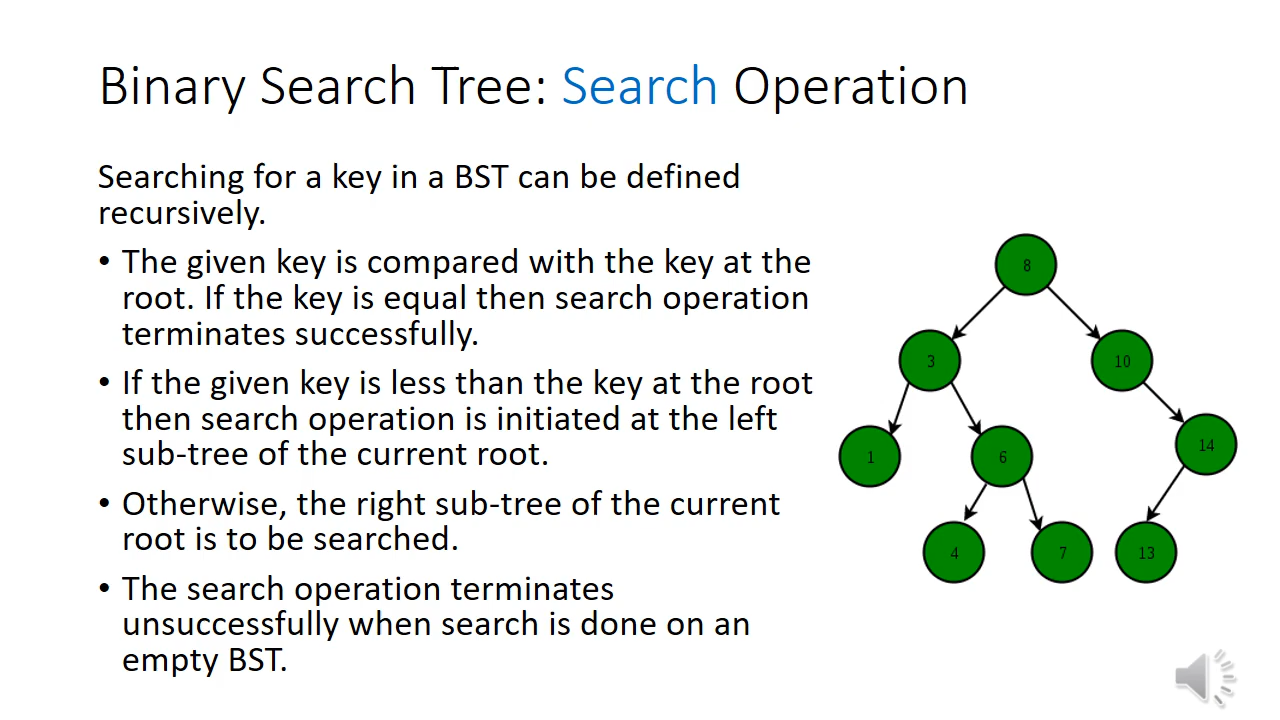 Binary Search Tree: Search Operation
Searching for a key in a BST can be defined
recursively.
• The given key is compared with the key at the
root. If the key is equal then search operation
terminates successfully.
• If the given key is less than the key at the root
then search operation is initiated at the left
sub-tree of the current root.
• Otherwise, the right sub-tree of the current
root is to be searched.
• The search operation terminates
unsuccessfully when search is done on an
empty BST.
8
3 10
14
1 6
4 7 13